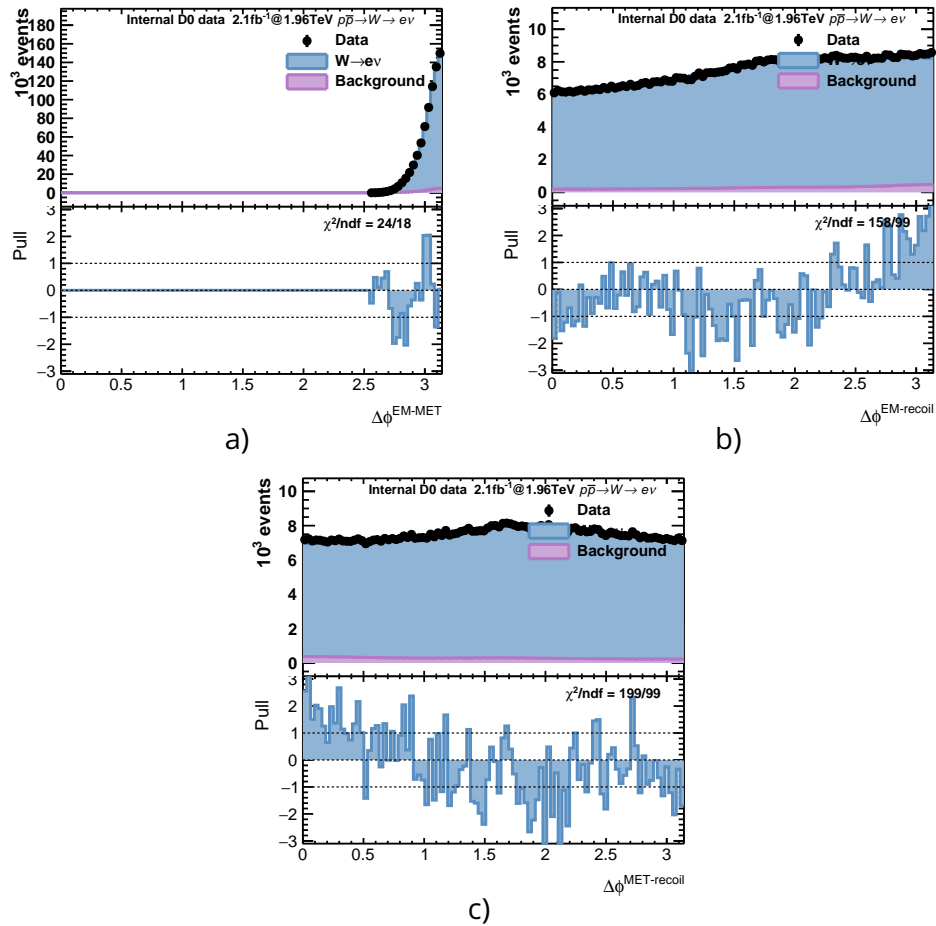 Internal D0 data 2.1fb⁻¹@1.96TeV pp̅→W→ eν
Data
W→eν
Background
10³ events
180
160
140
120
100
80
60
40
20
0
χ²/ndf = 24/18
Pull
3
2
1
0
−1
−2
−3
0 0.5 1 1.5 2 2.5 3
Δϕ^EM-MET
a)
Internal D0 data 2.1fb⁻¹@1.96TeV pp̅→W→ eν
Data
Background
10³ events
10
8
6
4
2
0
χ²/ndf = 158/99
Pull
3
2
1
0
−1
−2
−3
0 0.5 1 1.5 2 2.5 3
Δϕ^EM-recoil
b)
Internal D0 data 2.1fb⁻¹@1.96TeV pp̅→W→ eν
Data
Background
10³ events
10
8
6
4
2
0
χ²/ndf = 199/99
Pull
3
2
1
0
−1
−2
−3
0 0.5 1 1.5 2 2.5 3
Δϕ^MET-recoil
c)